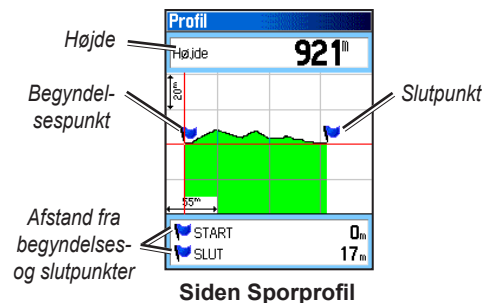 Profil
Højde
Højde 921 m
20m
Begyndel-
sespunkt
Slutpunkt
55m
Afstand fra
begyndelses-
og slutpunkter
START 0m
SLUT 17m
Siden Sporprofil